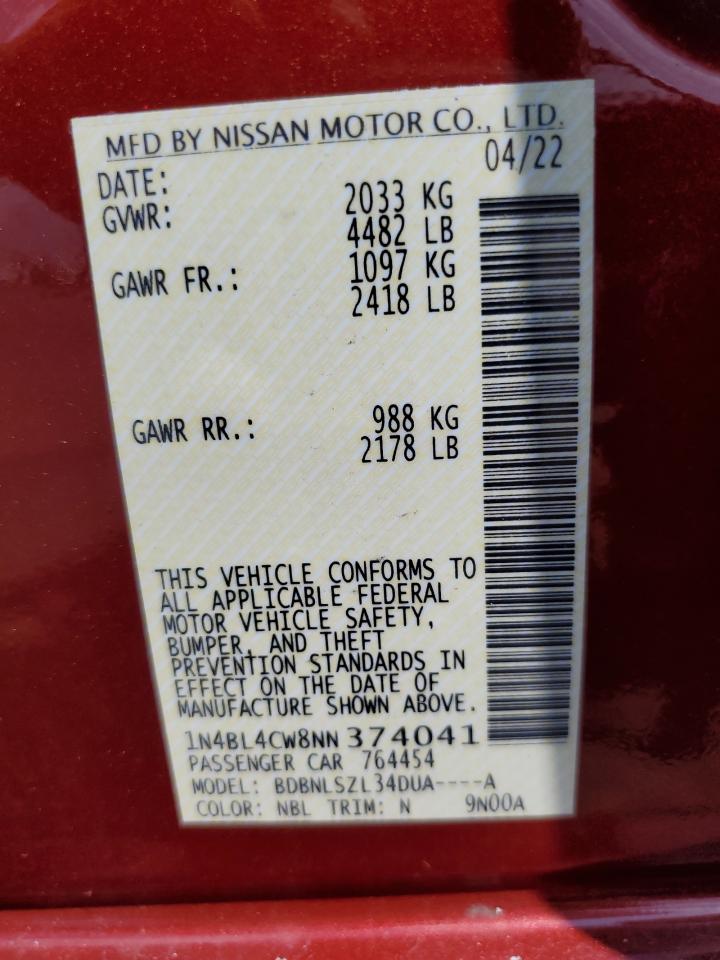 MFD BY NISSAN MOTOR CO., LTD.
DATE: 04/22
GVWR: 2033 KG
4482 LB
GAWR FR.: 1097 KG
2418 LB
GAWR RR.: 988 KG
2178 LB
THIS VEHICLE CONFORMS TO
ALL APPLICABLE FEDERAL
MOTOR VEHICLE SAFETY,
BUMPER, AND THEFT
PREVENTION STANDARDS IN
EFFECT ON THE DATE OF
MANUFACTURE SHOWN ABOVE.
1N4BL4CW8NN 374041
PASSENGER CAR 764454
MODEL: BDBNLSZL34DUA----A
COLOR: NBL TRIM: N 9N00A